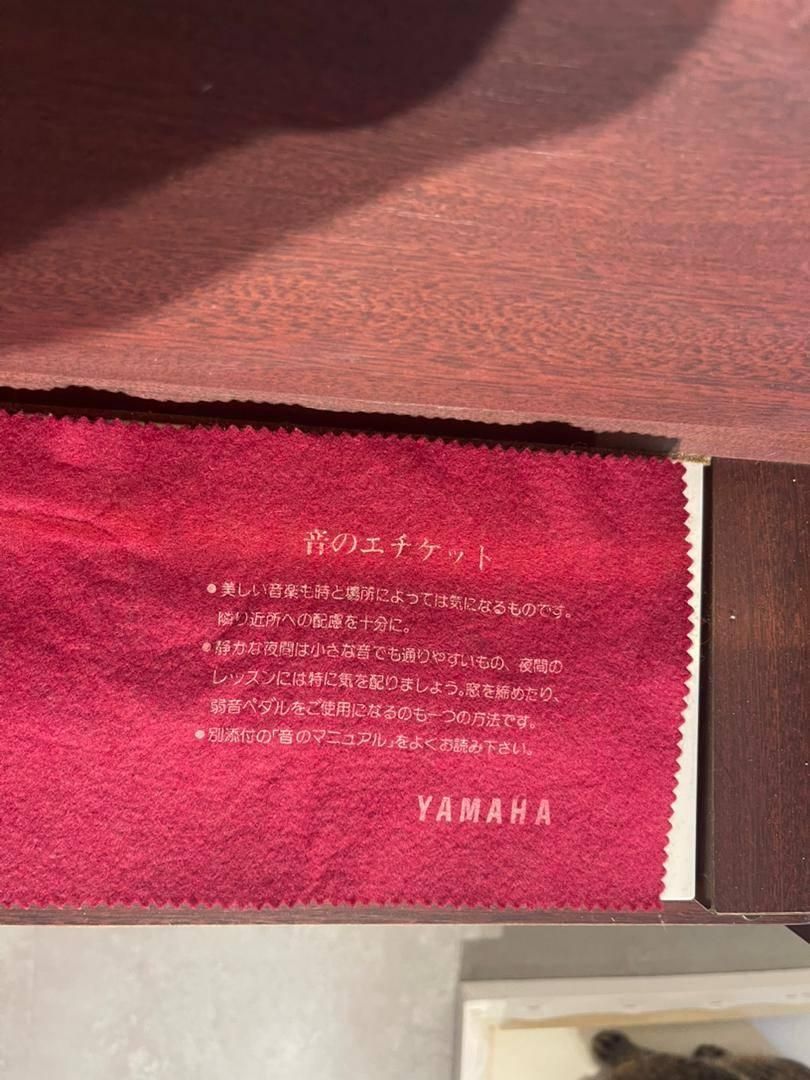 音のエチケット
●美しい音楽も時と場所によっては気になるものです。
隣り近所への配慮を十分に。
●静かな夜間は小さな音でも通りやすいもの、夜間の
レッスンには特に気を配りましょう。窓を締めたり、
弱音ペダルをご使用になるのも一つの方法です。
●別添付の「音のマニュアル」をよくお読み下さい。
YAMAHA